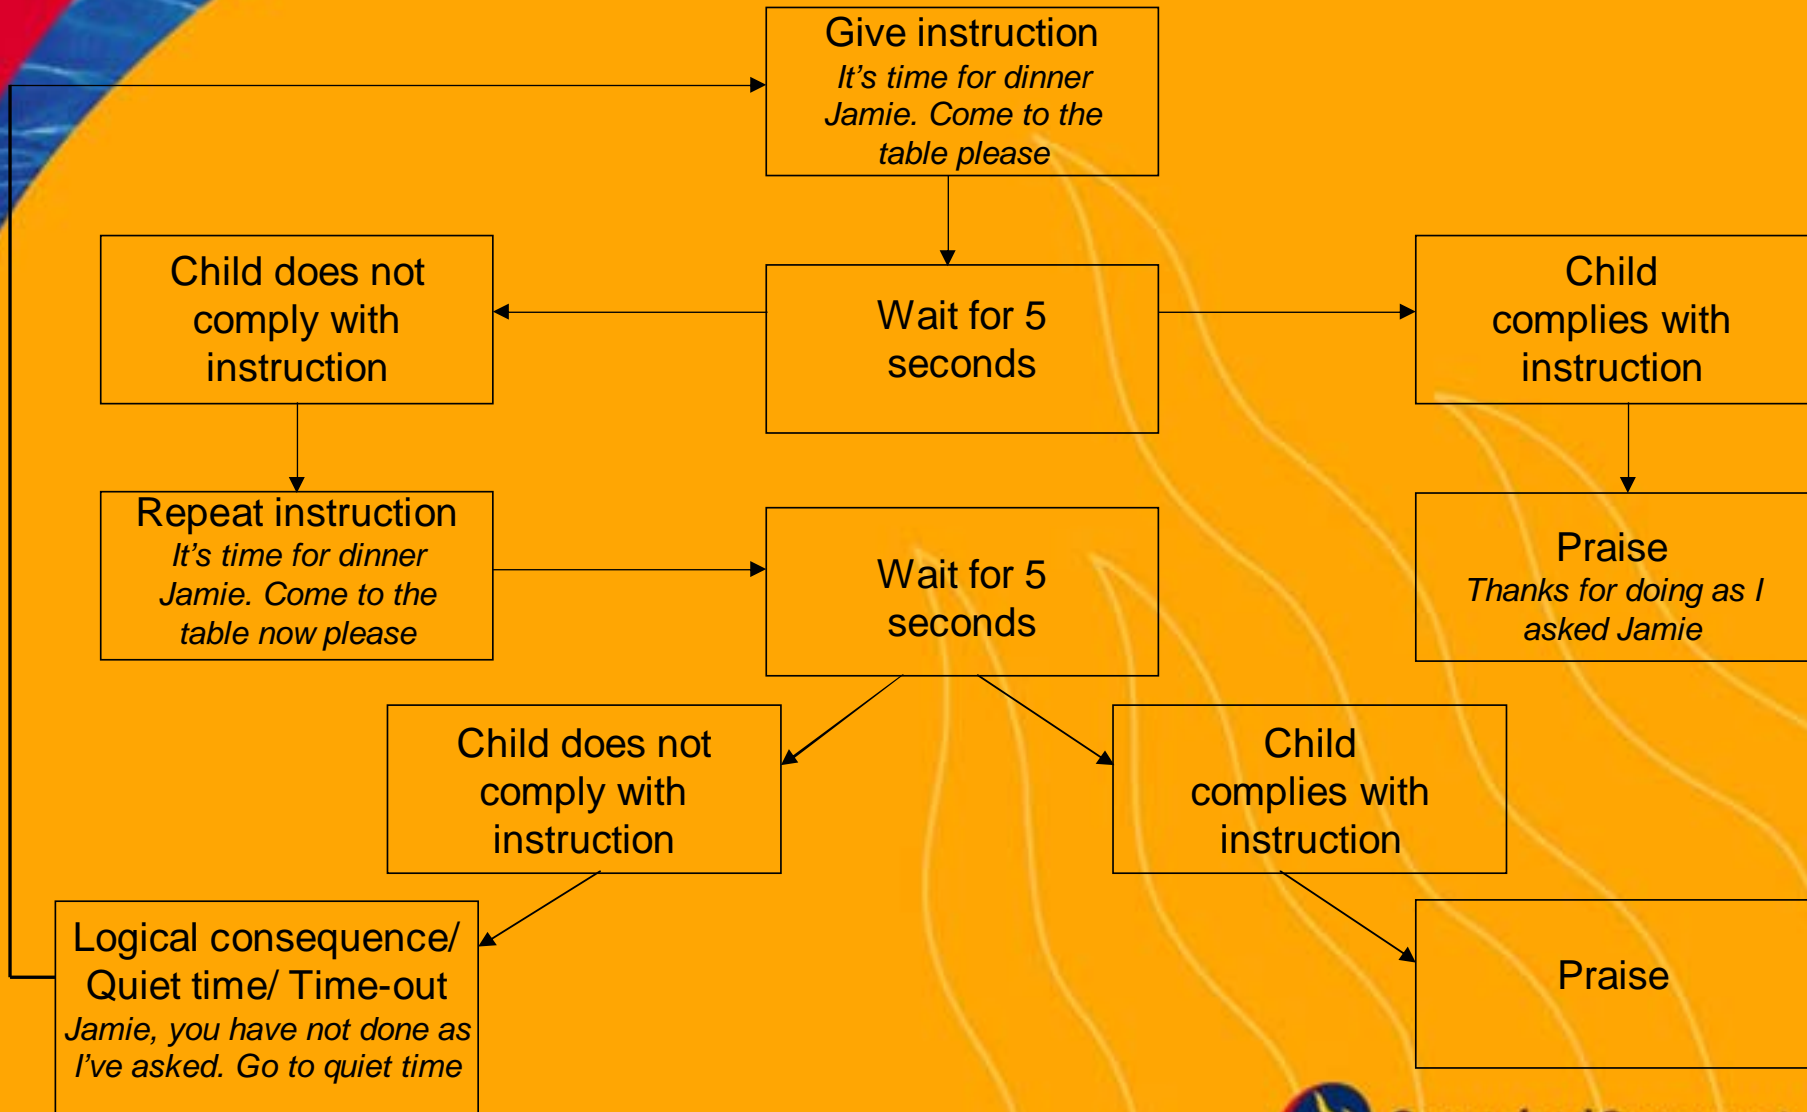 Give instruction
It's time for dinner
Jamie. Come to the
table please
Child does not
comply with
instruction
Wait for 5
seconds
Child
complies with
instruction
Repeat instruction
It's time for dinner
Jamie. Come to the
table now please
Wait for 5
seconds
Praise
Thanks for doing as I
asked Jamie
Child does not
comply with
instruction
Child
complies with
instruction
Logical consequence/
Quiet time/ Time-out
Jamie, you have not done as
I've asked. Go to quiet time
Praise